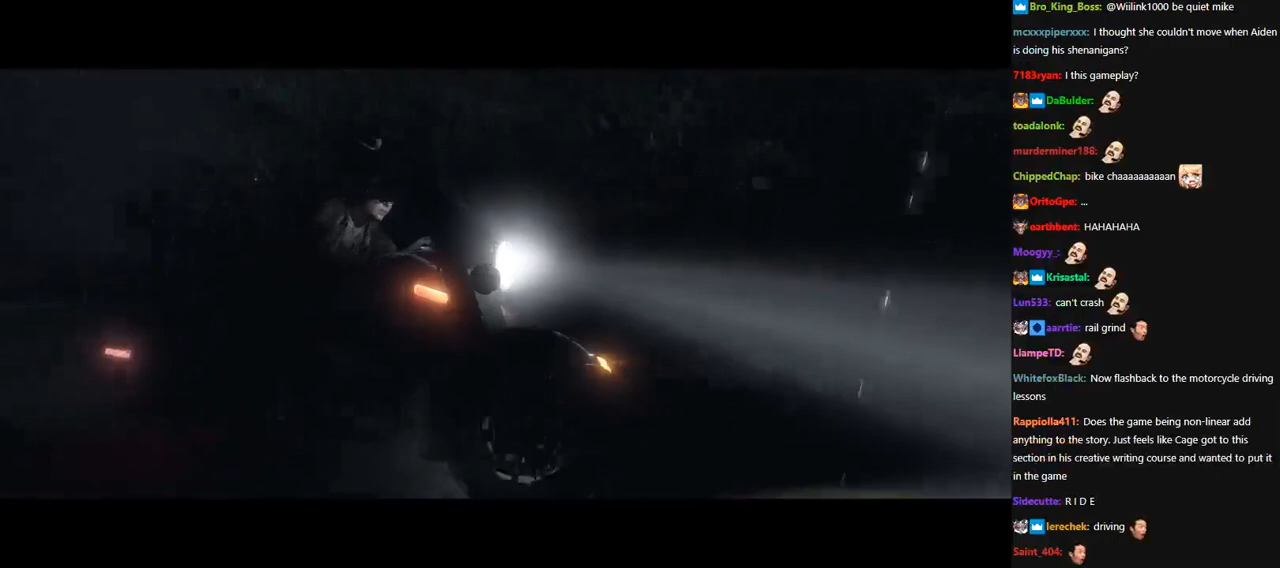 Bro_King_Boss: @Wiilink1000 be quiet mike
mcxxxpiperxxx: I thought she couldn't move when Aiden
is doing his shenanigans?
7183ryan: I this gameplay?
DaBulder:
toadalonk:
murderminer188:
ChippedChap: bike chaaaaaaaaaan
OritoGpe: ...
earthbent: HAHAHAHA
Moogyy_:
Krisastal:
Lun533: can't crash
aarrtie: rail grind
LlampeTD:
WhitefoxBlack: Now flashback to the motorcycle driving
lessons
Rappiolla411: Does the game being non-linear add
anything to the story. Just feels like Cage got to this
section in his creative writing course and wanted to put it
in the game
Sidecutte: R I D E
lerechek: driving
Saint_404: